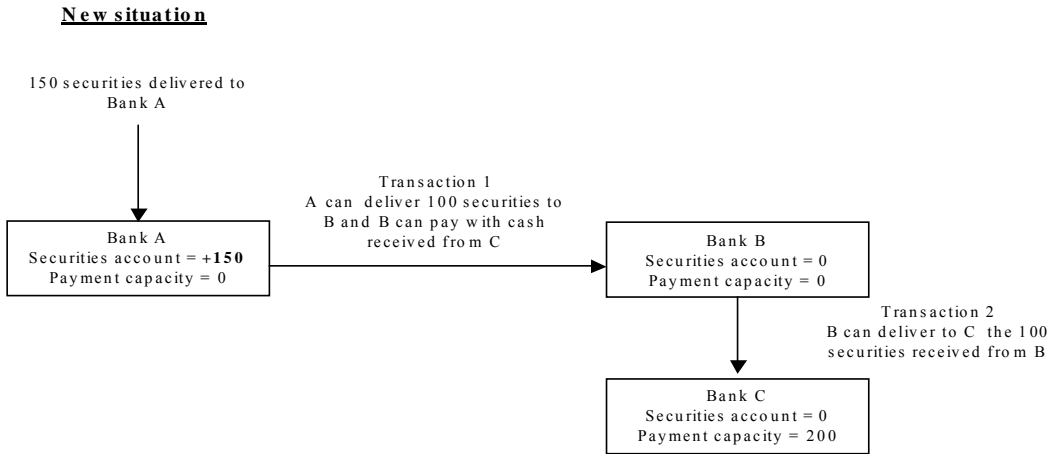 New situation
150 securities delivered to
Bank A
Transaction 1
A can deliver 100 securities to
B and B can pay with cash
received from C
Bank A
Securities account = +150
Payment capacity = 0
Bank B
Securities account = 0
Payment capacity = 0
Transaction 2
B can deliver to C the 100
securities received from B
Bank C
Securities account = 0
Payment capacity = 200